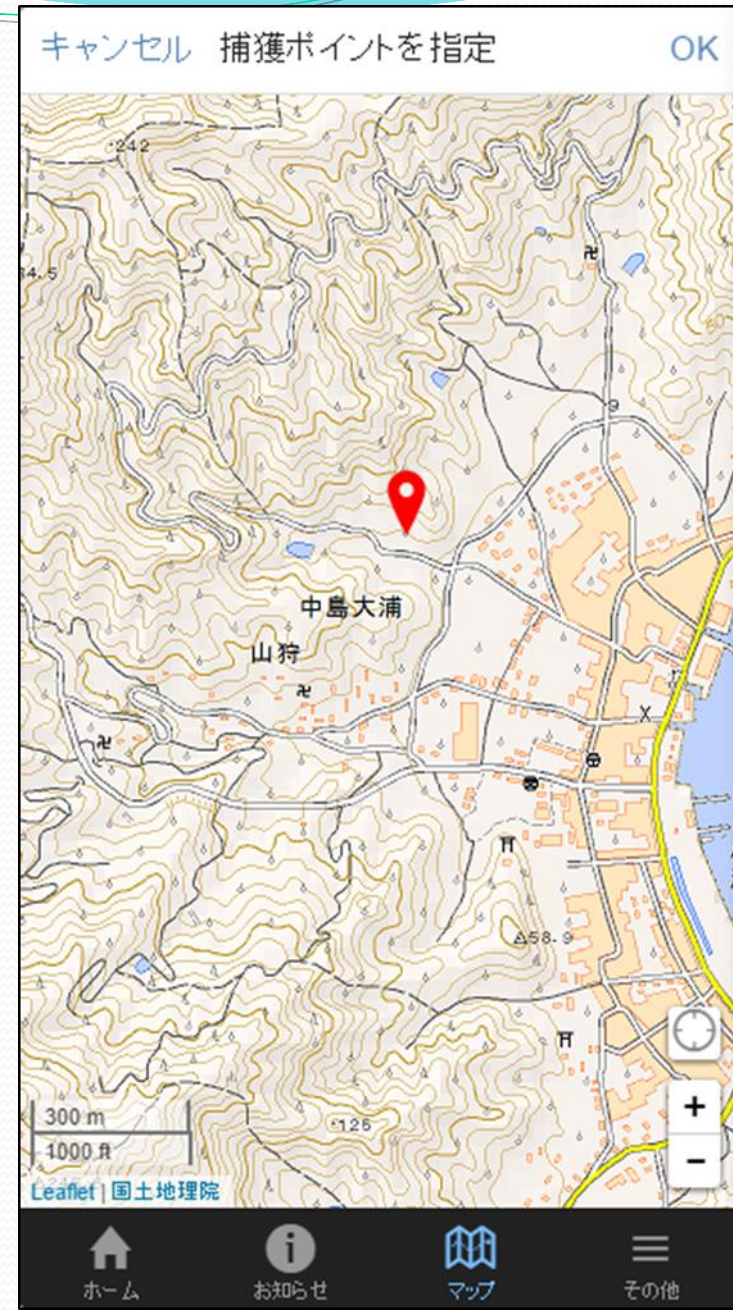 キャンセル 捕獲ポイントを指定 OK
・242
4.5
9
中島大浦
山狩
△58.9
・125
300 m
1000 ft
+
−
Leaflet | 国土地理院
ホーム お知らせ マップ その他